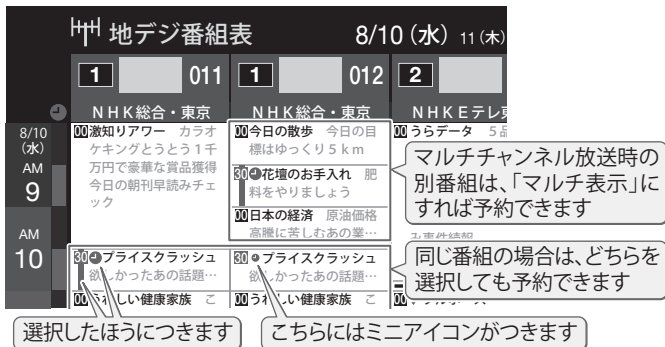 地デジ番組表 8/10（水） 11（木）
1 011 1 012 2
NHK総合・東京 NHK総合・東京 NHKEテレ東
8/10
（水）
AM
9
AM
10
00激知りアワー カラオ
ケキングとうとう1千
万円で豪華な賞品獲得
今日の朝刊早読みチェ
ック
30プライスクラッシュ
欲しかったあの話題…
00うれしい健康家族 こ
00今日の散歩 今日の目
標はゆっくり5km
30花壇のお手入れ 肥
料をやりましょう
00日本の経済 原油価格
高騰に苦しむあの業…
30プライスクラッシュ
欲しかったあの話題…
00うれしい健康家族 こ
00うらデータ 5品
マルチチャンネル放送時の
別番組は、「マルチ表示」に
すれば予約できます
み事件情報
同じ番組の場合は、どちらを
選択しても予約できます
00
選択したほうにつきます
こちらにはミニアイコンがつきます